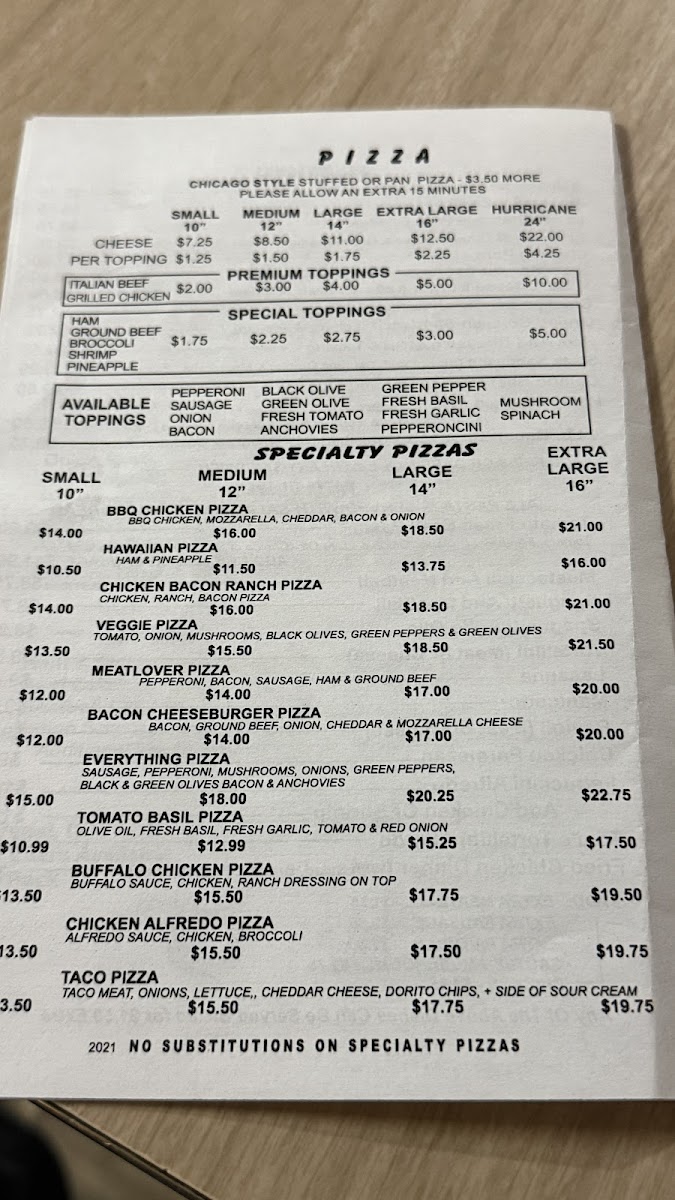 PIZZA
CHICAGO STYLE STUFFED OR PAN PIZZA - $3.50 MORE
PLEASE ALLOW AN EXTRA 15 MINUTES
SMALL MEDIUM LARGE EXTRA LARGE HURRICANE
10" 12" 14" 16" 24"
CHEESE $7.25 $8.50 $11.00 $12.50 $22.00
PER TOPPING $1.25 $1.50 $1.75 $2.25 $4.25
PREMIUM TOPPINGS
ITALIAN BEEF
GRILLED CHICKEN $2.00 $3.00 $4.00 $5.00 $10.00
SPECIAL TOPPINGS
HAM
GROUND BEEF
BROCCOLI $1.75 $2.25 $2.75 $3.00 $5.00
SHRIMP
PINEAPPLE
AVAILABLE TOPPINGS
PEPPERONI BLACK OLIVE GREEN PEPPER
SAUSAGE GREEN OLIVE FRESH BASIL MUSHROOM
ONION FRESH TOMATO FRESH GARLIC SPINACH
BACON ANCHOVIES PEPPERONCINI
SPECIALTY PIZZAS
SMALL MEDIUM LARGE EXTRA LARGE
10" 12" 14" 16"
BBQ CHICKEN PIZZA
BBQ CHICKEN, MOZZARELLA, CHEDDAR, BACON & ONION
$14.00 $16.00 $18.50 $21.00
HAWAIIAN PIZZA
HAM & PINEAPPLE
$10.50 $11.50 $13.75 $16.00
CHICKEN BACON RANCH PIZZA
CHICKEN, RANCH, BACON PIZZA
$14.00 $16.00 $18.50 $21.00
VEGGIE PIZZA
TOMATO, ONION, MUSHROOMS, BLACK OLIVES, GREEN PEPPERS & GREEN OLIVES
$13.50 $15.50 $18.50 $21.50
MEATLOVER PIZZA
PEPPERONI, BACON, SAUSAGE, HAM & GROUND BEEF
$12.00 $14.00 $17.00 $20.00
BACON CHEESEBURGER PIZZA
BACON, GROUND BEEF, ONION, CHEDDAR & MOZZARELLA CHEESE
$12.00 $14.00 $17.00 $20.00
EVERYTHING PIZZA
SAUSAGE, PEPPERONI, MUSHROOMS, ONIONS, GREEN PEPPERS,
BLACK & GREEN OLIVES BACON & ANCHOVIES
$15.00 $18.00 $20.25 $22.75
TOMATO BASIL PIZZA
OLIVE OIL, FRESH BASIL, FRESH GARLIC, TOMATO & RED ONION
$10.99 $12.99 $15.25 $17.50
BUFFALO CHICKEN PIZZA
BUFFALO SAUCE, CHICKEN, RANCH DRESSING ON TOP
13.50 $15.50 $17.75 $19.50
CHICKEN ALFREDO PIZZA
ALFREDO SAUCE, CHICKEN, BROCCOLI
13.50 $15.50 $17.50 $19.75
TACO PIZZA
TACO MEAT, ONIONS, LETTUCE,, CHEDDAR CHEESE, DORITO CHIPS, + SIDE OF SOUR CREAM
3.50 $15.50 $17.75 $19.75
2021 NO SUBSTITUTIONS ON SPECIALTY PIZZAS